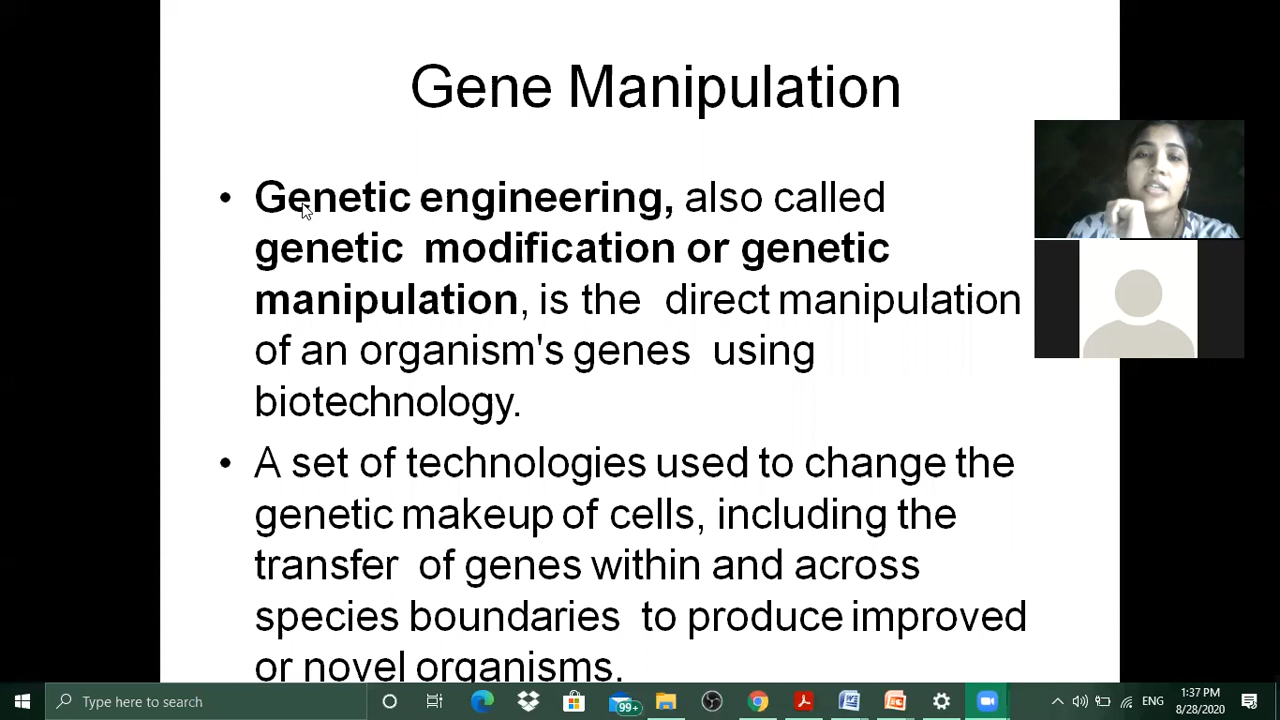 Gene Manipulation
• Genetic engineering, also called
genetic modification or genetic
manipulation, is the direct manipulation
of an organism's genes using
biotechnology.
• A set of technologies used to change the
genetic makeup of cells, including the
transfer of genes within and across
species boundaries to produce improved
or novel organisms.
Type here to search
99+
ENG
1:37 PM
8/28/2020